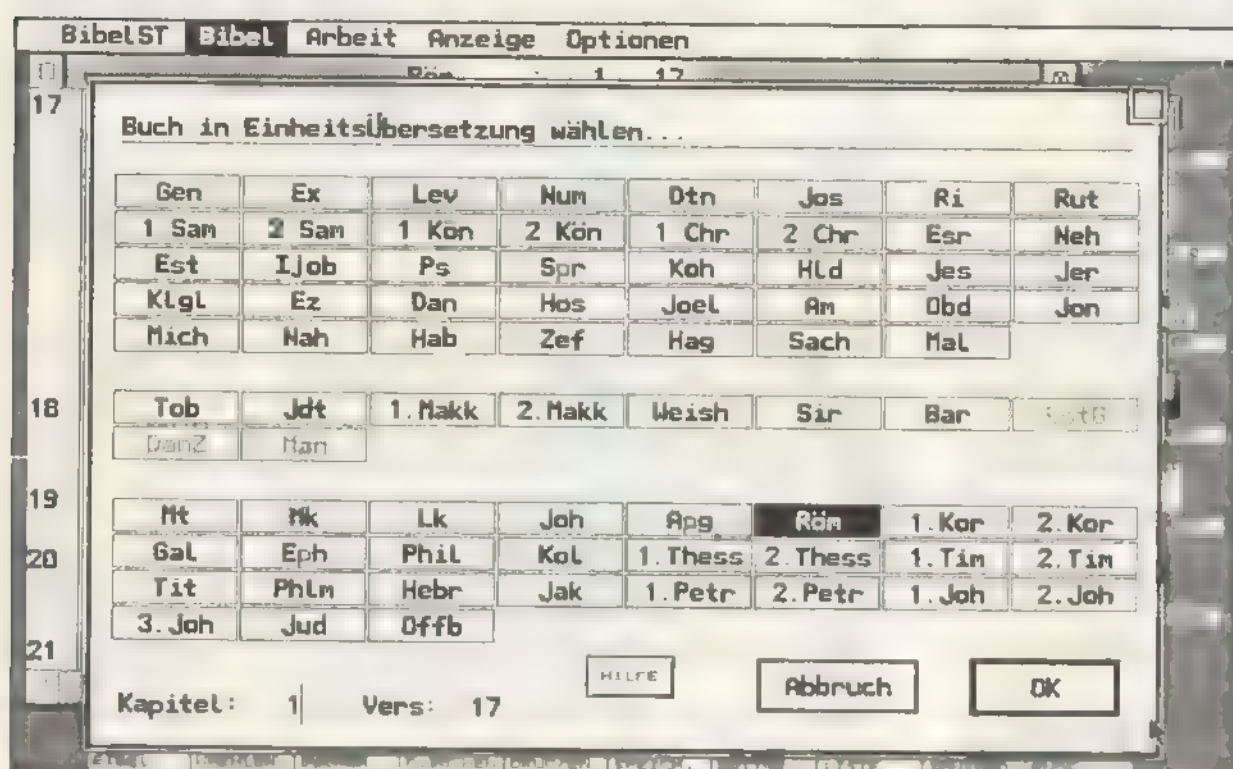 BibelST Bibel Arbeit Anzeige Optionen
Röm : 1 17
17
Buch in EinheitsÜbersetzung wählen...
Gen Ex Lev Num Dtn Jos Ri Rut
1 Sam 2 Sam 1 Kön 2 Kön 1 Chr 2 Chr Esr Neh
Est Ijob Ps Spr Koh Hld Jes Jer
Klgl Ez Dan Hos Joel Am Obd Jon
Mich Nah Hab Zef Hag Sach Mal
18 Tob Jdt 1.Makk 2.Makk Weish Sir Bar
DanZ Man
19 Mt Mk Lk Joh Apg Röm 1.Kor 2.Kor
20 Gal Eph Phil Kol 1.Thess 2.Thess 1.Tim 2.Tim
Tit Phlm Hebr Jak 1.Petr 2.Petr 1.Joh 2.Joh
3.Joh Jud Offb
21
HILFE Abbruch OK
Kapitel: 1 Vers: 17